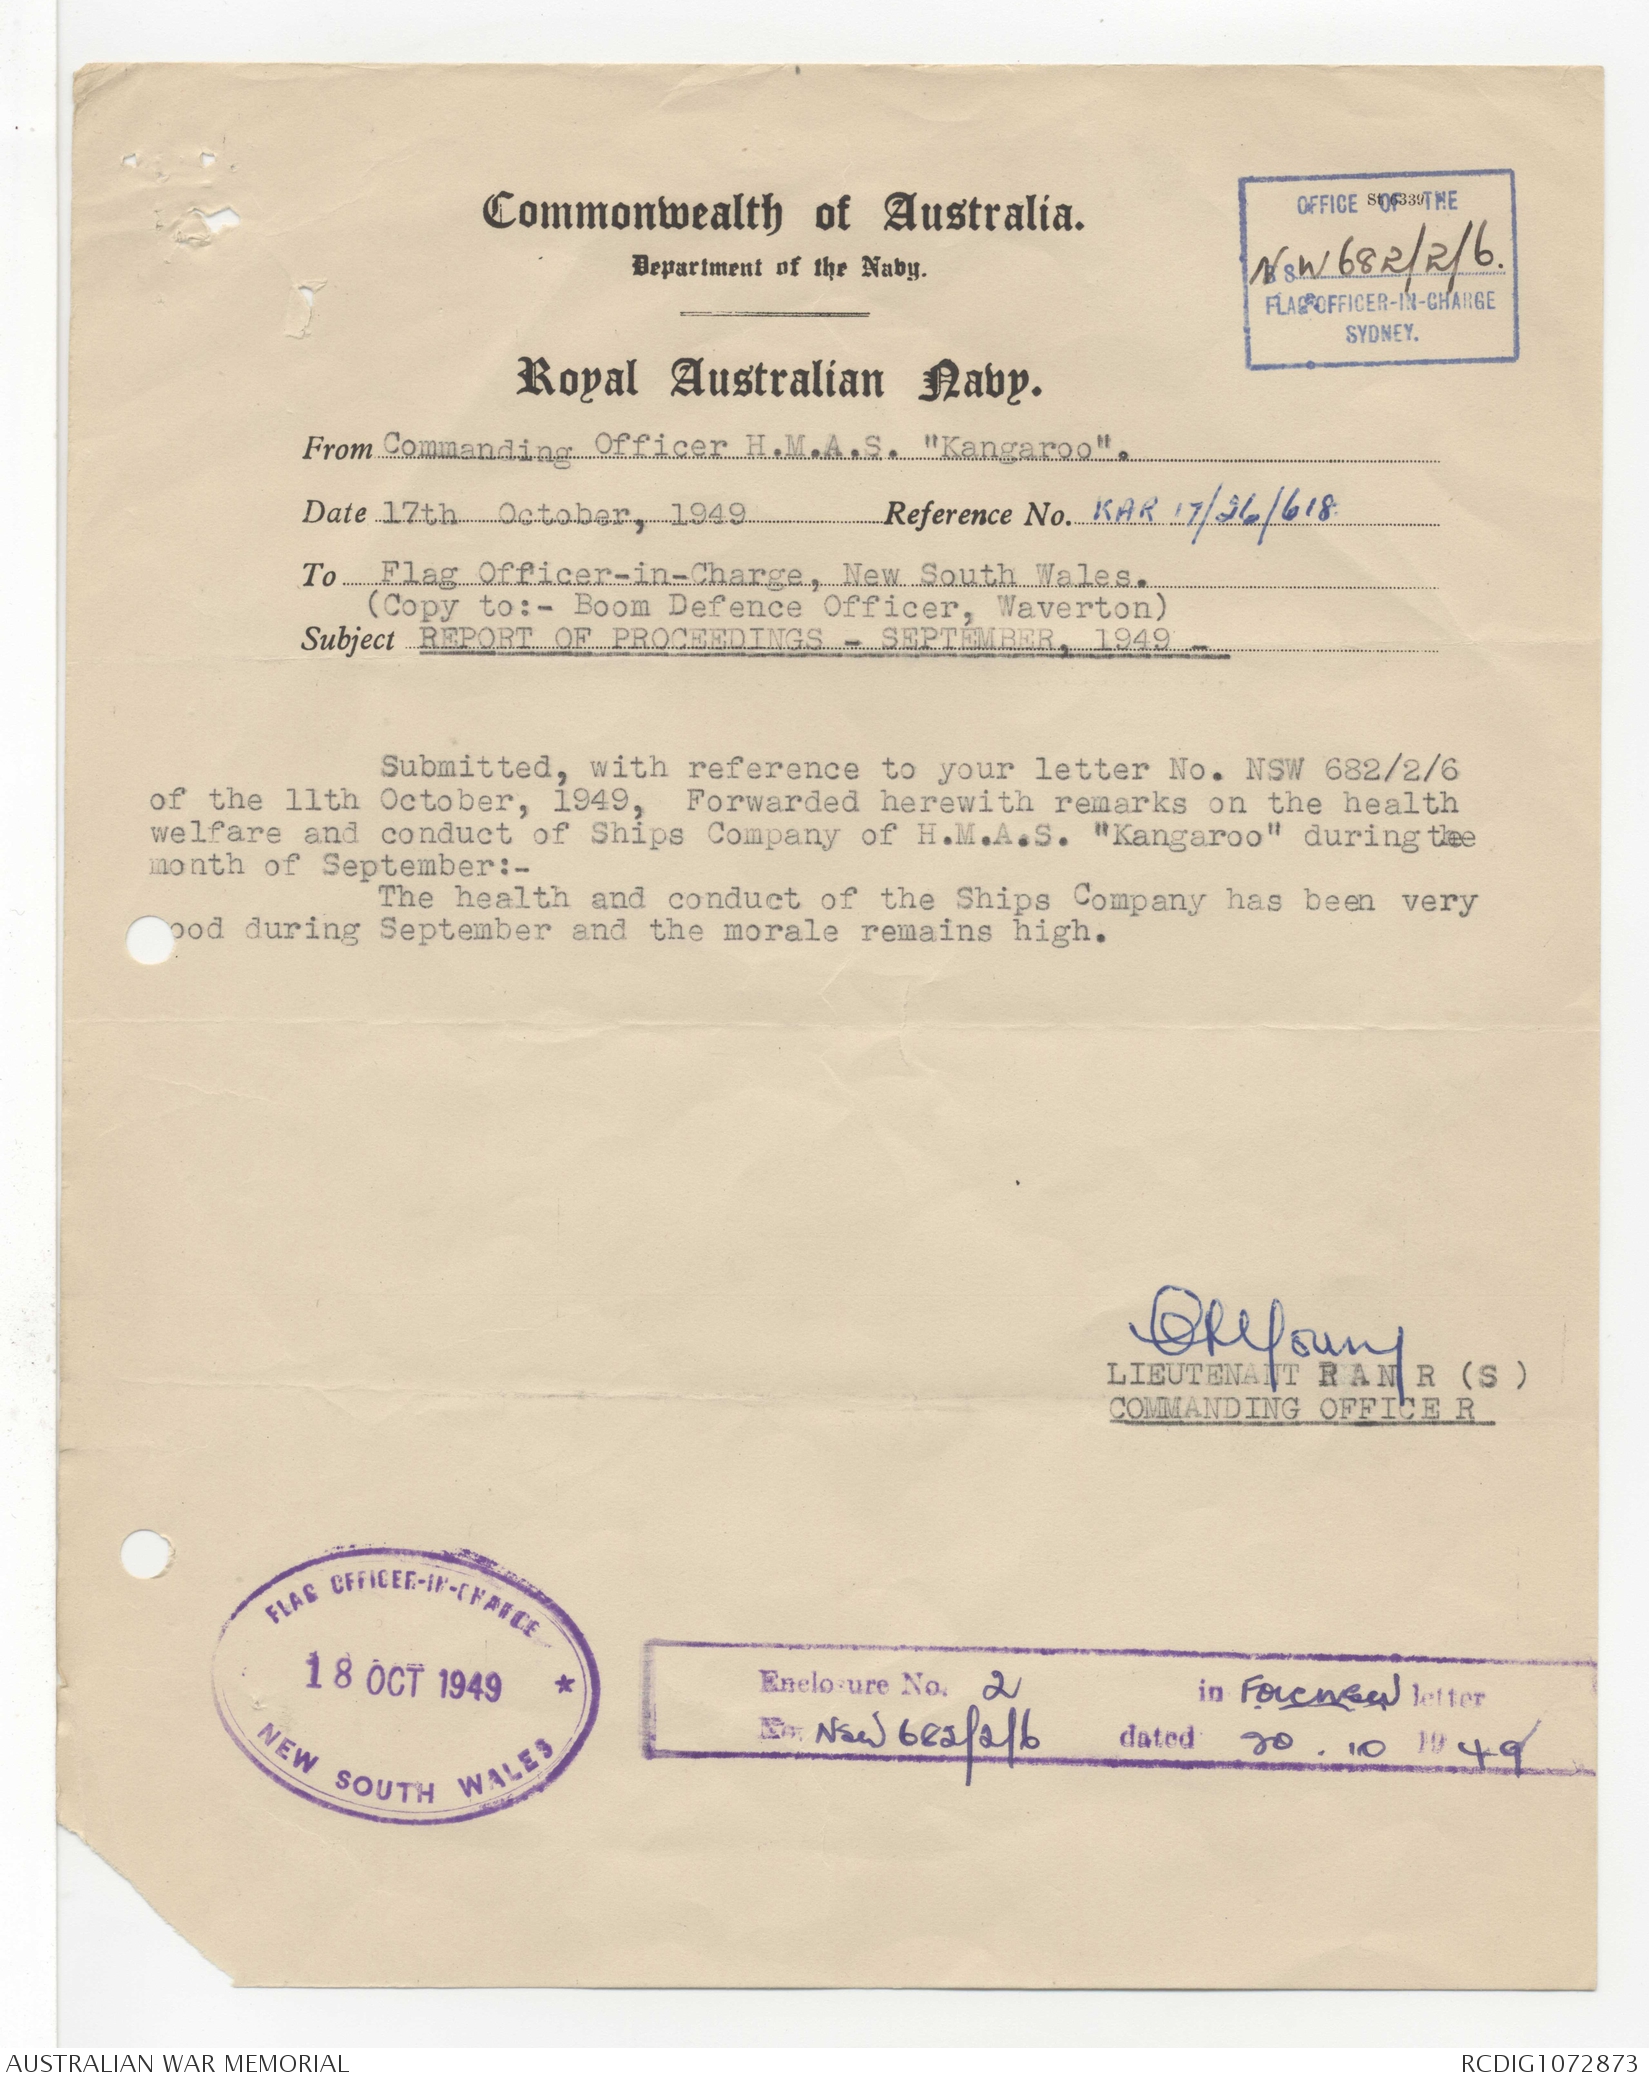 Commonwealth of Australia.
Department of the Navy.
OFFICE OF THE
NSW 682/2/6.
FLAG OFFICER-IN-CHARGE
SYDNEY.
Royal Australian Navy.
From Commanding Officer H.M.A.S. "Kangaroo".
Date 17th October, 1949 Reference No. KAR 17/26/618
To Flag Officer-in-Charge, New South Wales.
(Copy to:- Boom Defence Officer, Waverton)
Subject REPORT OF PROCEEDINGS - SEPTEMBER, 1949 -
Submitted, with reference to your letter No. NSW 682/2/6
of the 11th October, 1949, Forwarded herewith remarks on the health
welfare and conduct of Ships Company of H.M.A.S. "Kangaroo" during the
month of September:-
The health and conduct of the Ships Company has been very
ood during September and the morale remains high.
LIEUTENANT R A N R (S)
COMMANDING OFFICER
FLAG OFFICER-IN-CHARGE
18 OCT 1949
NEW SOUTH WALES
Enclosure No. 2 in FOICNSW letter
No. NSW 682/2/6 dated 20.10 1949
AUSTRALIAN WAR MEMORIAL RCDIG1072873